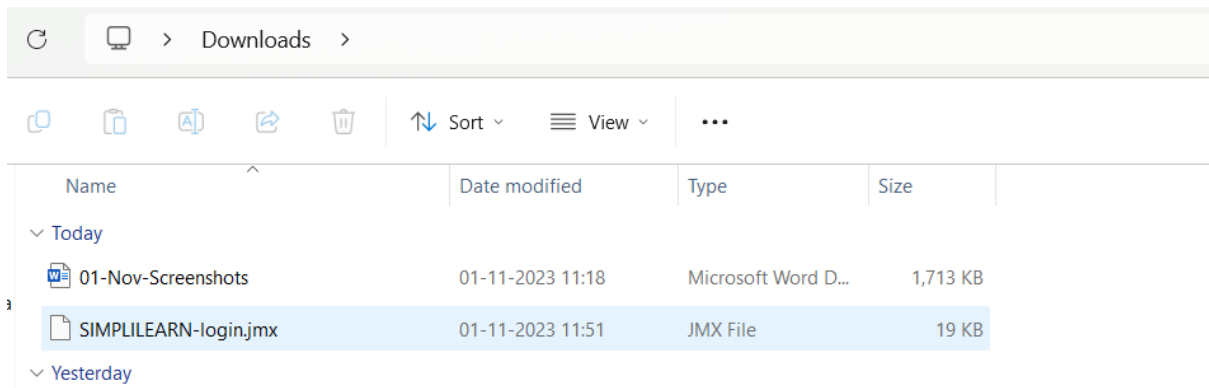 Downloads
Sort View
Name Date modified Type Size
Today
01-Nov-Screenshots 01-11-2023 11:18 Microsoft Word D... 1,713 KB
a
SIMPLILEARN-login.jmx 01-11-2023 11:51 JMX File 19 KB
Yesterday